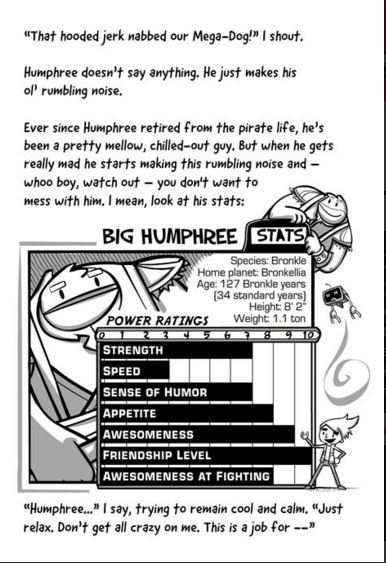 “That hooded jerk nabbed our Mega-Dog!” I shout.
Humphree doesn’t say anything. He just makes his
ol’ rumbling noise.
Ever since Humphree retired from the pirate life, he’s
been a pretty mellow, chilled-out guy. But when he gets
really mad he starts making this rumbling noise and –
whoo boy, watch out – you don’t want to
mess with him. I mean, look at his stats:
BIG HUMPHREE STATS
Species: Bronkle
Home planet: Bronkellia
Age: 127 Bronkle years
(34 standard years)
Height: 8’ 2”
Weight: 1.1 ton
POWER RATINGS
0 1 2 3 4 5 6 7 8 9 10
STRENGTH
SPEED
SENSE OF HUMOR
APPETITE
AWESOMENESS
FRIENDSHIP LEVEL
AWESOMENESS AT FIGHTING
“Humphree...” I say, trying to remain cool and calm. “Just
relax. Don’t get all crazy on me. This is a job for --”